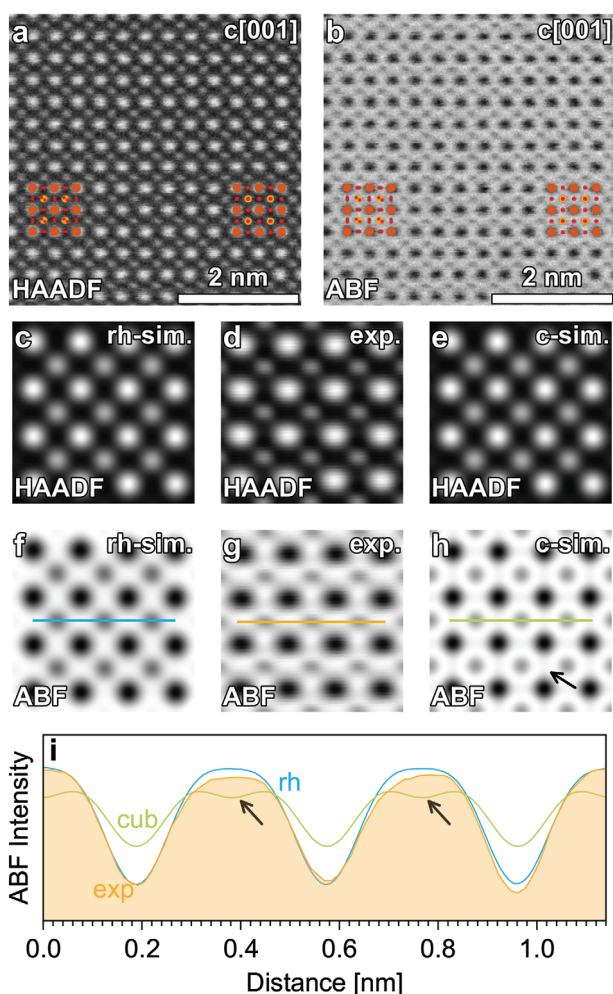 a c[001] b c[001]
HAADF 2 nm ABF 2 nm
c rh-sim. d exp. e c-sim.
HAADF HAADF HAADF
f rh-sim. g exp. h c-sim.
ABF ABF ABF
i
rh
cub
exp
ABF Intensity
0.0 0.2 0.4 0.6 0.8 1.0
Distance [nm]